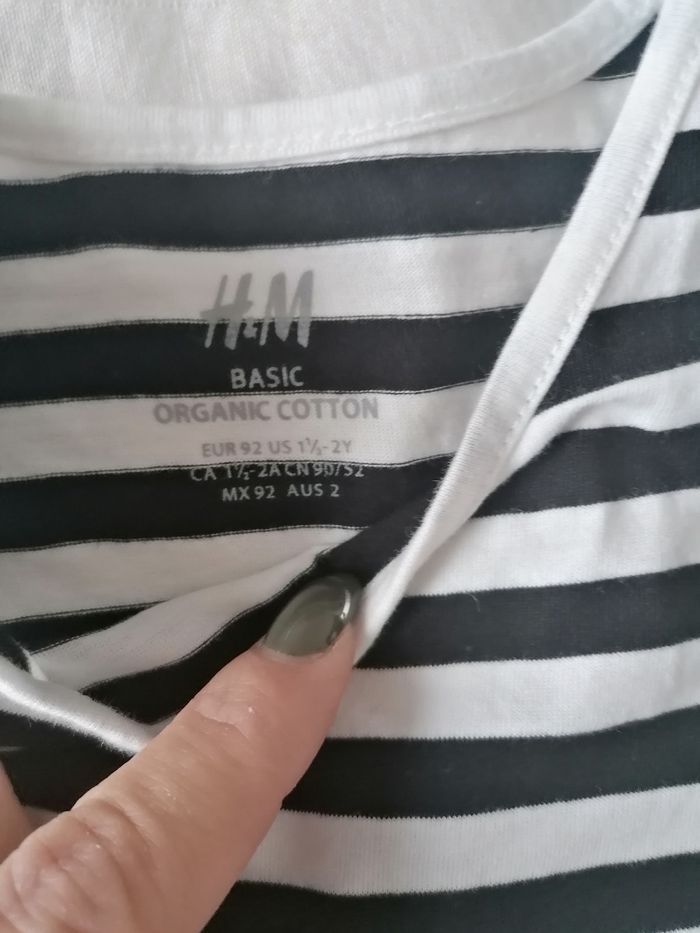 H&M
BASIC
ORGANIC COTTON
EUR 92 US 1½-2Y
CA 1½-2A CN 90/52
MX 92 AUS 2